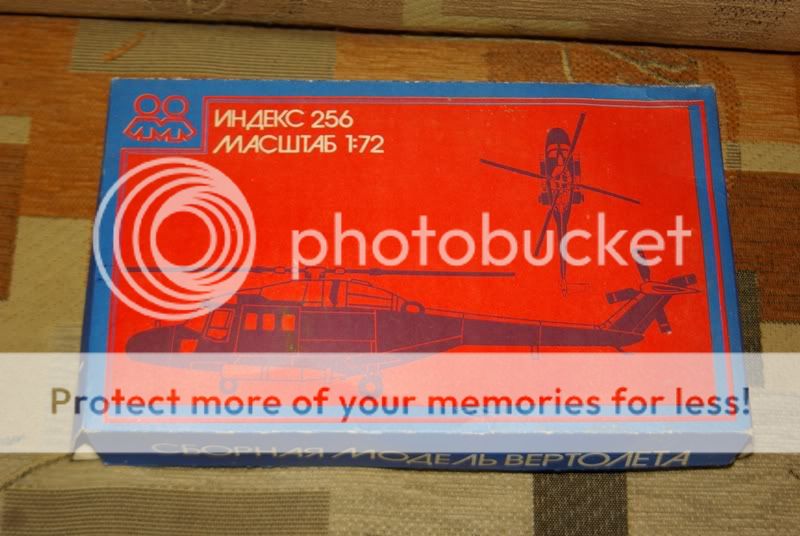 ИНДЕКС 256
МАСШТАБ 1:72
photobucket
Protect more of your memories for less!
СБОРНАЯ МОДЕЛЬ ВЕРТОЛЕТА